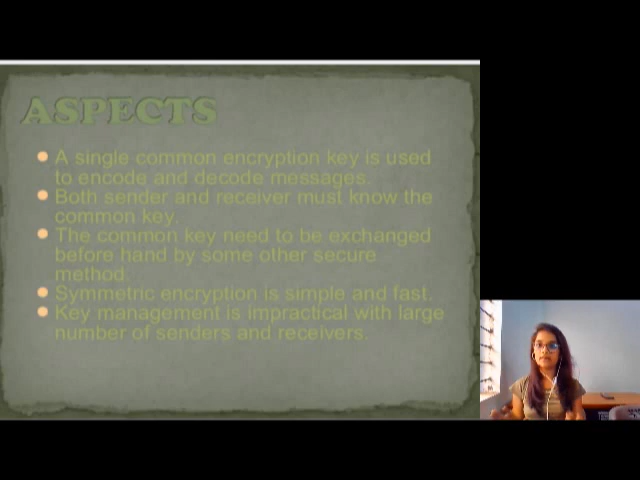 ASPECTS
A single common encryption key is used
to encode and decode messages.
Both sender and receiver must know the
common key.
The common key need to be exchanged
before hand by some other secure
method.
Symmetric encryption is simple and fast.
Key management is impractical with large
number of senders and receivers.